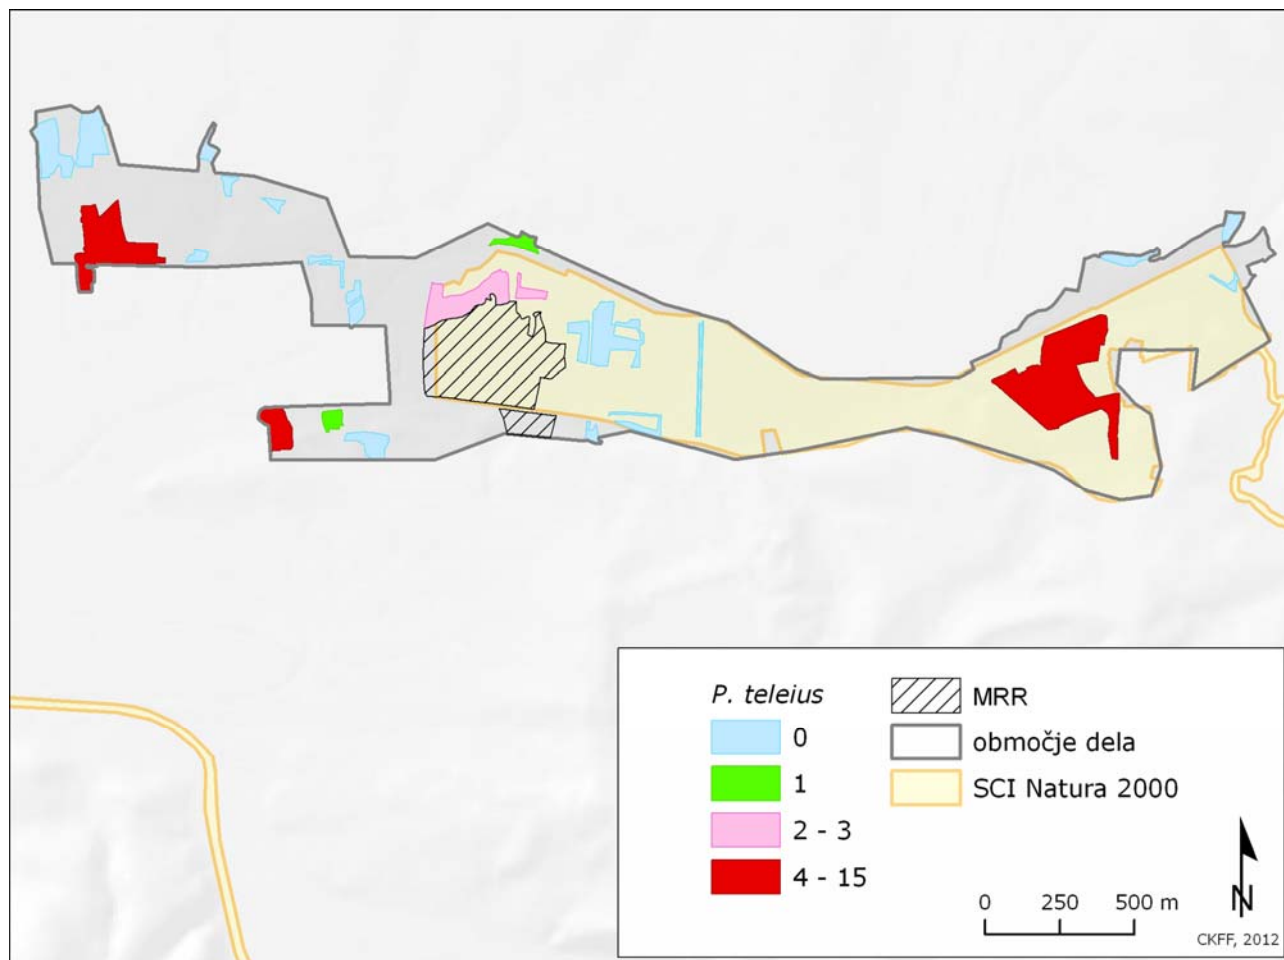 P. teleius
0
1
2 - 3
4 - 15
MRR
območje dela
SCI Natura 2000
0 250 500 m
N
CKFF, 2012